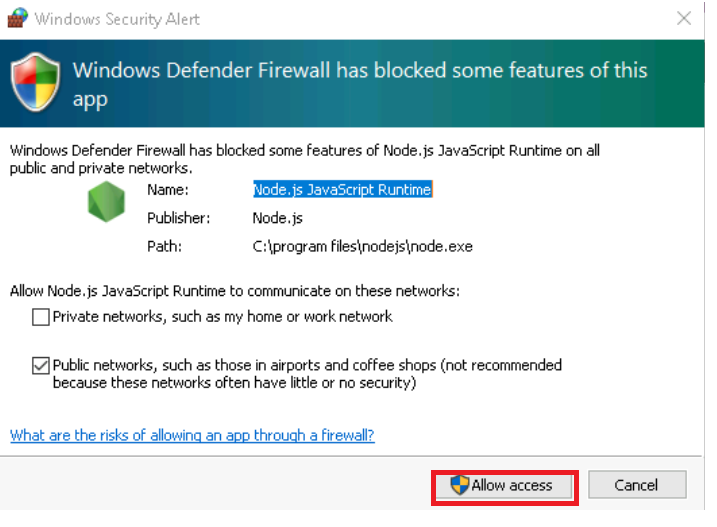 Windows Security Alert
Windows Defender Firewall has blocked some features of this
app
Windows Defender Firewall has blocked some features of Node.js JavaScript Runtime on all
public and private networks.
Name: Node.js JavaScript Runtime
Publisher: Node.js
Path: C:\program files\nodejs\node.exe
Allow Node.js JavaScript Runtime to communicate on these networks:
Private networks, such as my home or work network
Public networks, such as those in airports and coffee shops (not recommended
because these networks often have little or no security)
What are the risks of allowing an app through a firewall?
Allow access Cancel